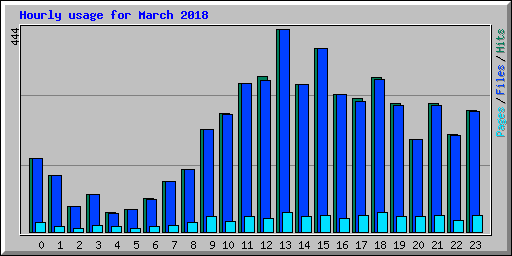 Hourly usage for March 2018
444
Pages/Files/Hits
0 1 2 3 4 5 6 7 8 9 10 11 12 13 14 15 16 17 18 19 20 21 22 23